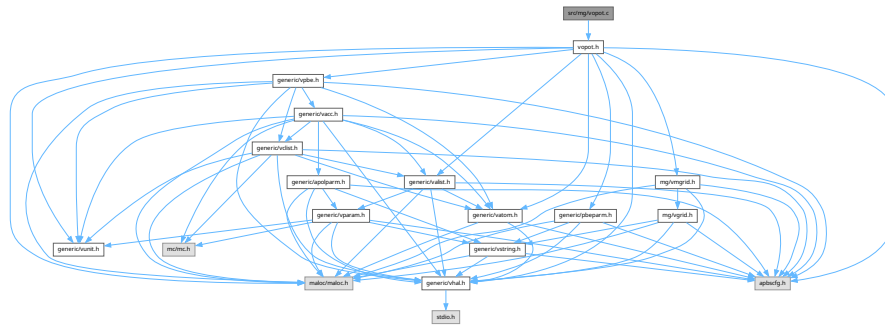 src/mg/vopot.c
vopot.h
generic/vpbe.h
generic/vacc.h
generic/vclist.h
generic/apolparm.h
generic/valist.h
mg/vmgrid.h
generic/vparam.h
generic/vatom.h
generic/pbeparm.h
mg/vgrid.h
generic/vunit.h
mc/mc.h
generic/vstring.h
maloc/maloc.h
generic/vhal.h
apbscfg.h
stdio.h